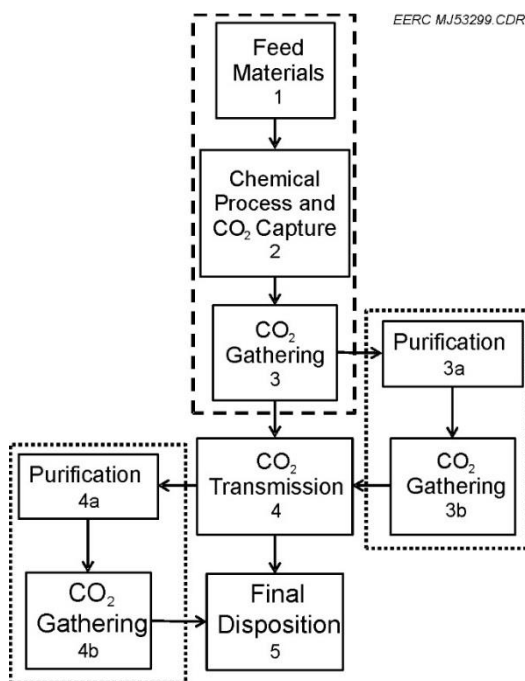 EERC MJ53299.CDR
Feed
Materials
1
Chemical
Process and
CO₂ Capture
2
CO₂
Gathering
3
Purification
3a
CO₂
Gathering
3b
CO₂
Transmission
4
Purification
4a
CO₂
Gathering
4b
Final
Disposition
5